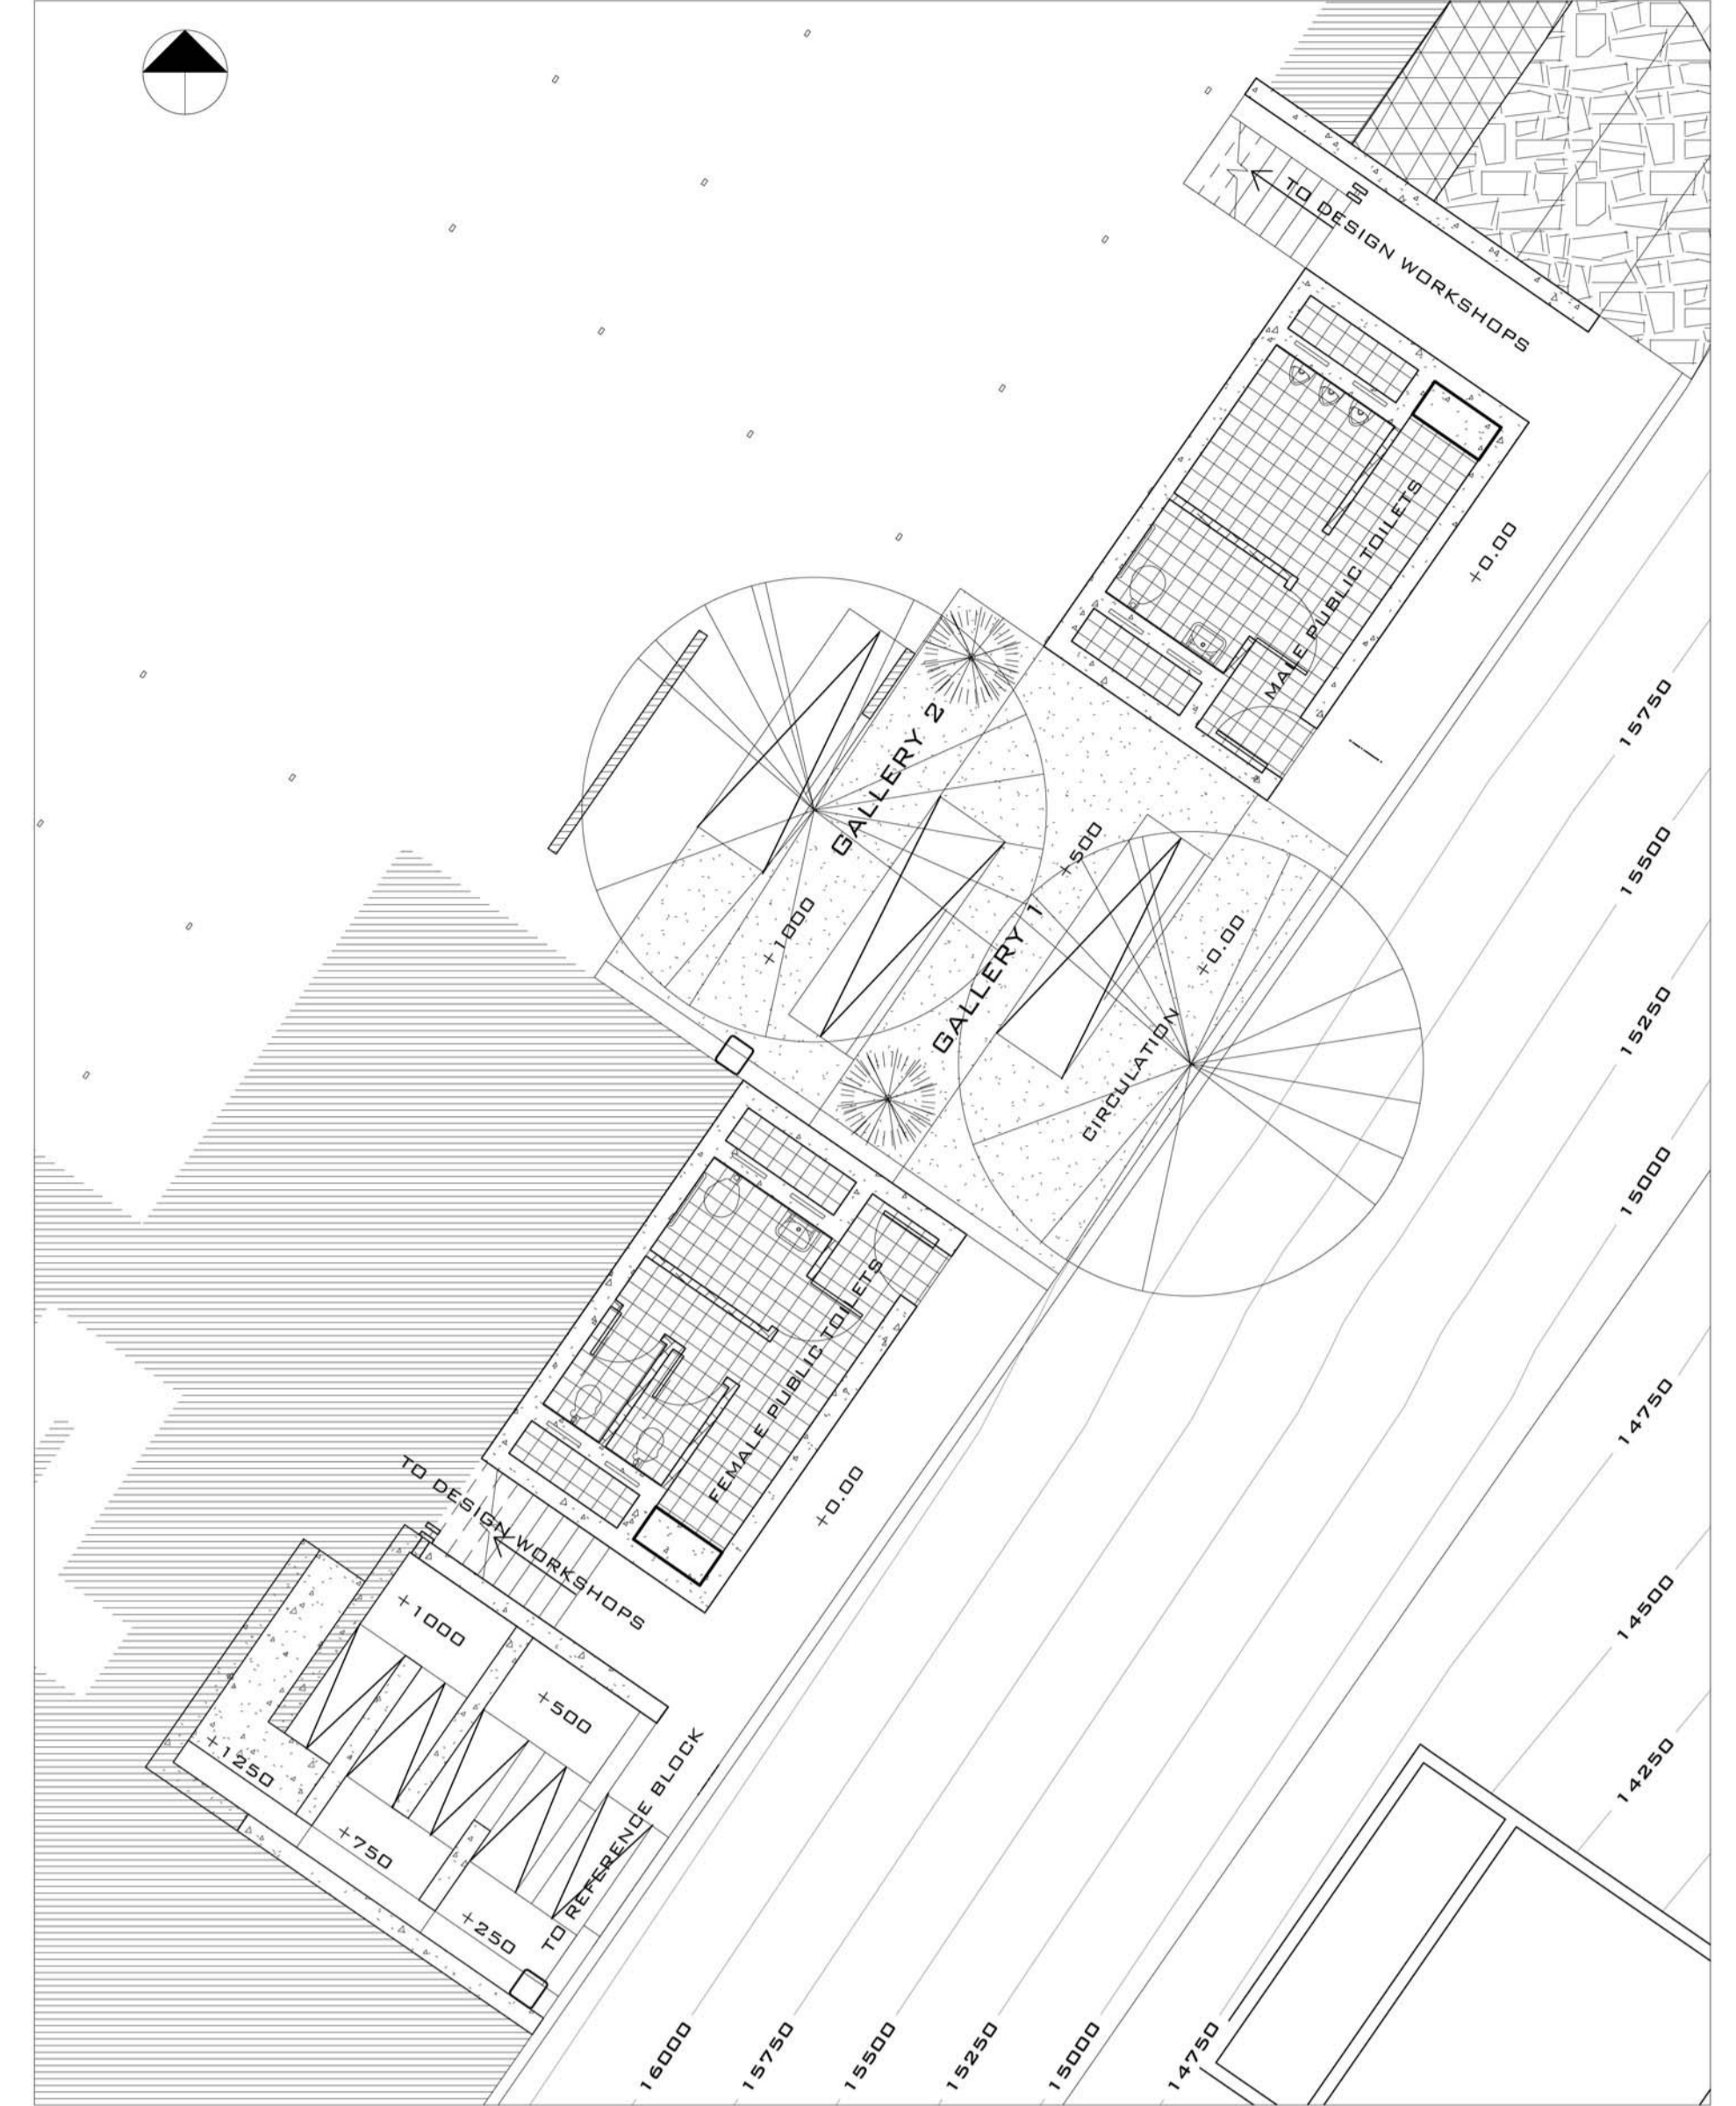 TO DESIGN WORKSHOPS
MALE PUBLIC TOILETS
+0.00
15750
GALLERY 2
+500
15500
+1000
GALLERY 1
+0.00
15250
CIRCULATION
15000
FEMALE PUBLIC TOILETS
14750
TO DESIGN WORKSHOPS
+0.00
+1000
14500
+500
+1250
TO REFERENCE BLOCK
14250
+750
+250
16000
15750
15500
15250
15000
14750